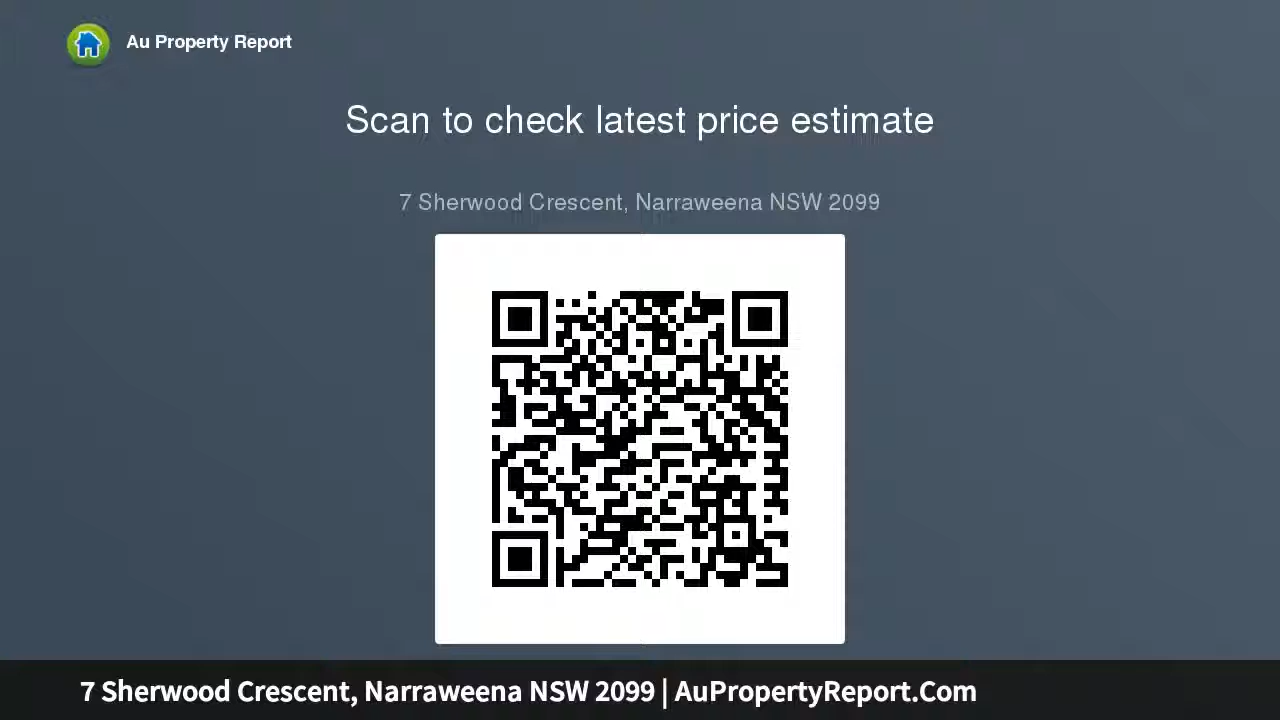 Au Property Report
Scan to check latest price estimate
7 Sherwood Crescent, Narraweena NSW 2099
7 Sherwood Crescent, Narraweena NSW 2099 | AuPropertyReport.Com